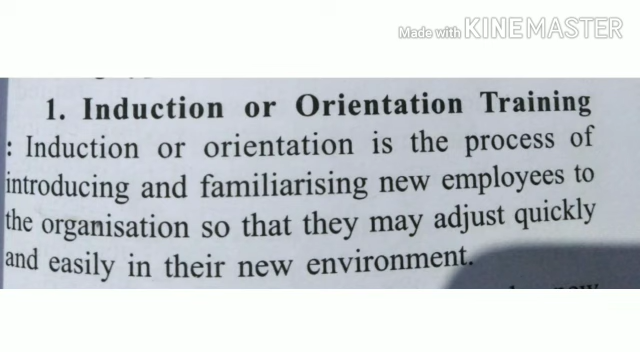 Made with KINEMASTER
1. Induction or Orientation Training
: Induction or orientation is the process of
introducing and familiarising new employees to
the organisation so that they may adjust quickly
and easily in their new environment.